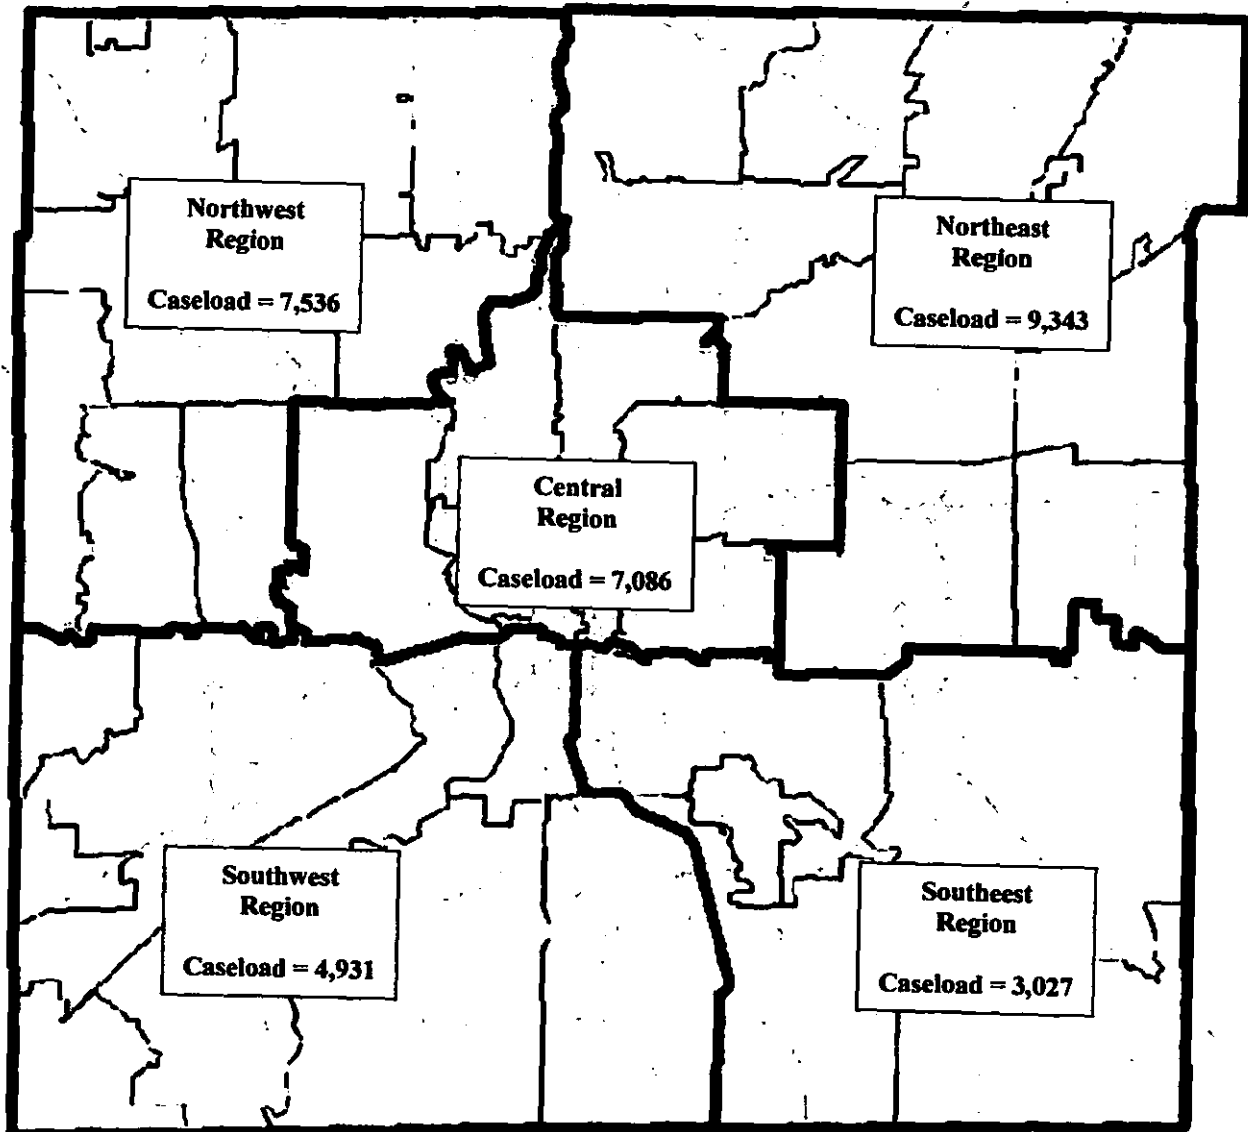 Northwest
Region
Caseload = 7,536
Northeast
Region
Caseload = 9,343
Central
Region
Caseload = 7,086
Southwest
Region
Caseload = 4,931
Southeest
Region
Caseload = 3,027